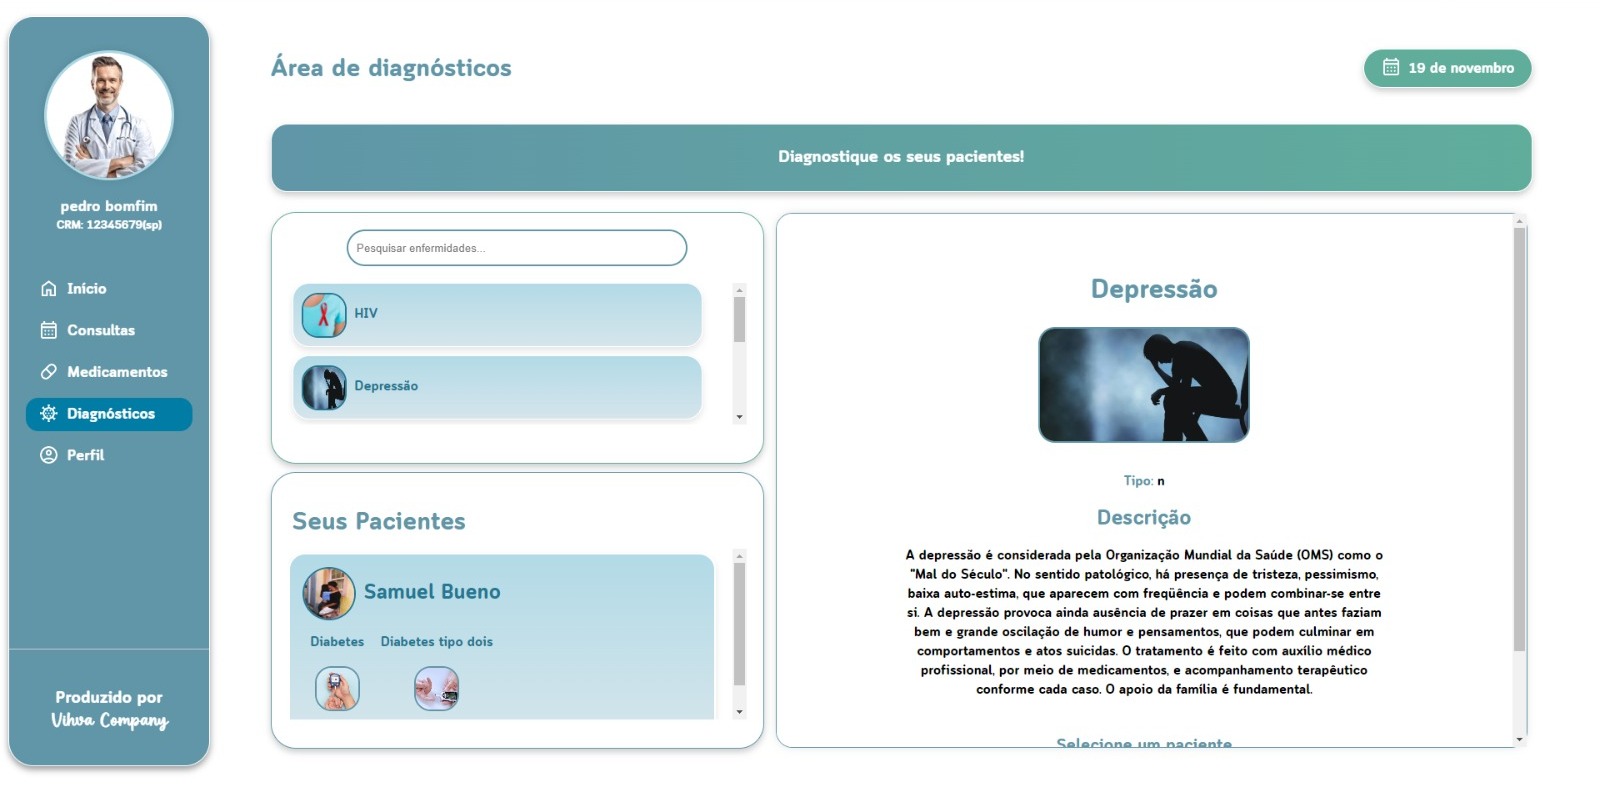 pedro bomfim
CRM: 12345679(sp)
Início
Consultas
Medicamentos
Diagnósticos
Perfil
Produzido por
Vihva Company
Área de diagnósticos
19 de novembro
Diagnostique os seus pacientes!
Pesquisar enfermidades...
HIV
Depressão
Seus Pacientes
Samuel Bueno
Diabetes Diabetes tipo dois
Depressão
Tipo: n
Descrição
A depressão é considerada pela Organização Mundial da Saúde (OMS) como o
"Mal do Século". No sentido patológico, há presença de tristeza, pessimismo,
baixa auto-estima, que aparecem com freqüência e podem combinar-se entre
si. A depressão provoca ainda ausência de prazer em coisas que antes faziam
bem e grande oscilação de humor e pensamentos, que podem culminar em
comportamentos e atos suicidas. O tratamento é feito com auxílio médico
profissional, por meio de medicamentos, e acompanhamento terapêutico
conforme cada caso. O apoio da família é fundamental.
Selecione um paciente